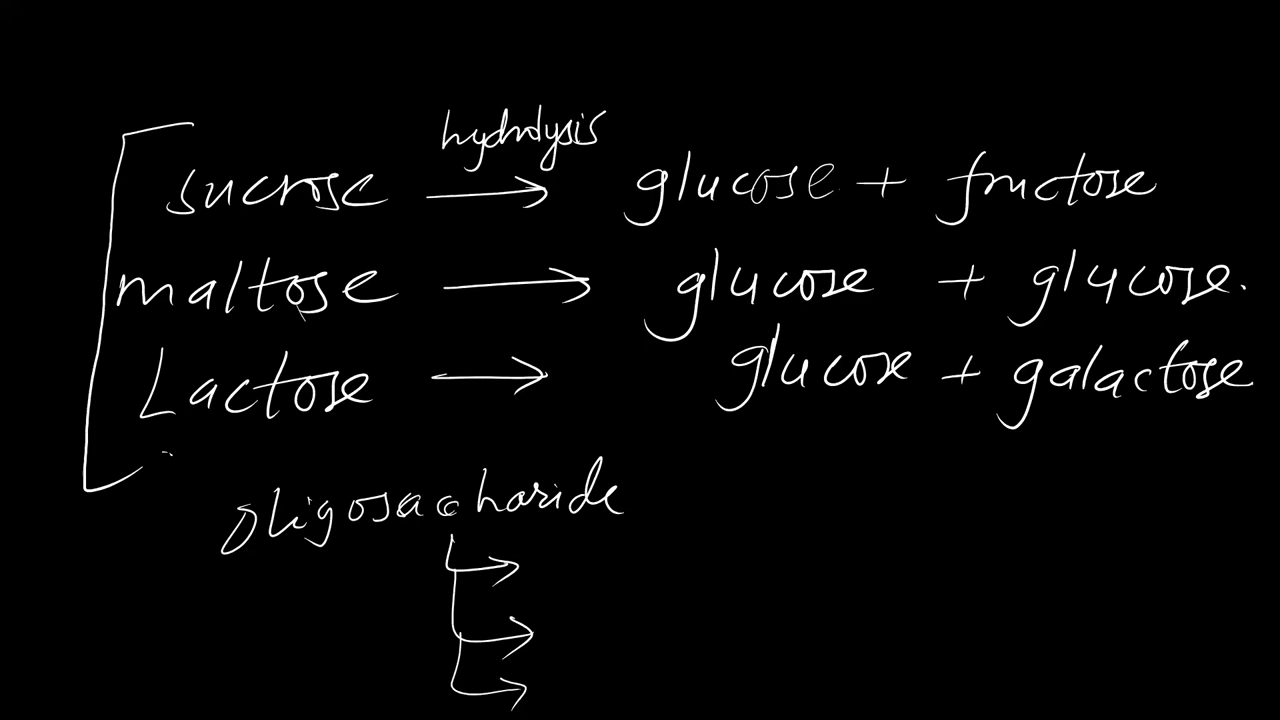 hydrolysis
sucrose → glucose + fructose
maltose → glucose + glucose.
Lactose → glucose + galactose
oligosaccharide